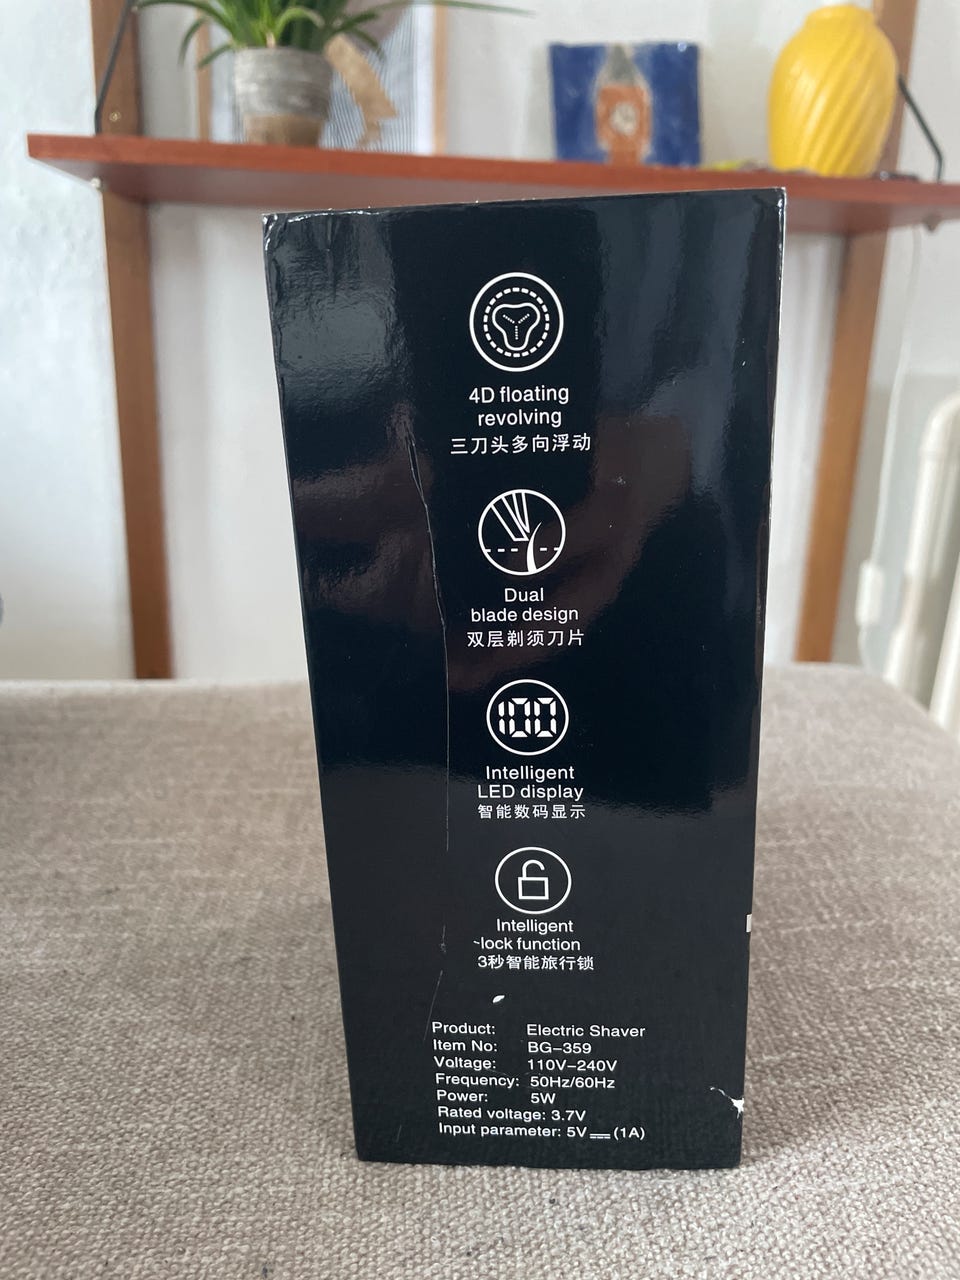 4D floating
revolving
三刀头多向浮动
Dual
blade design
双层剃须刀片
100
Intelligent
LED display
智能数码显示
Intelligent
lock function
3秒智能旅行锁
Product: Electric Shaver
Item No: BG-359
Voltage: 110V-240V
Frequency: 50Hz/60Hz
Power: 5W
Rated voltage: 3.7V
Input parameter: 5V⎓(1A)